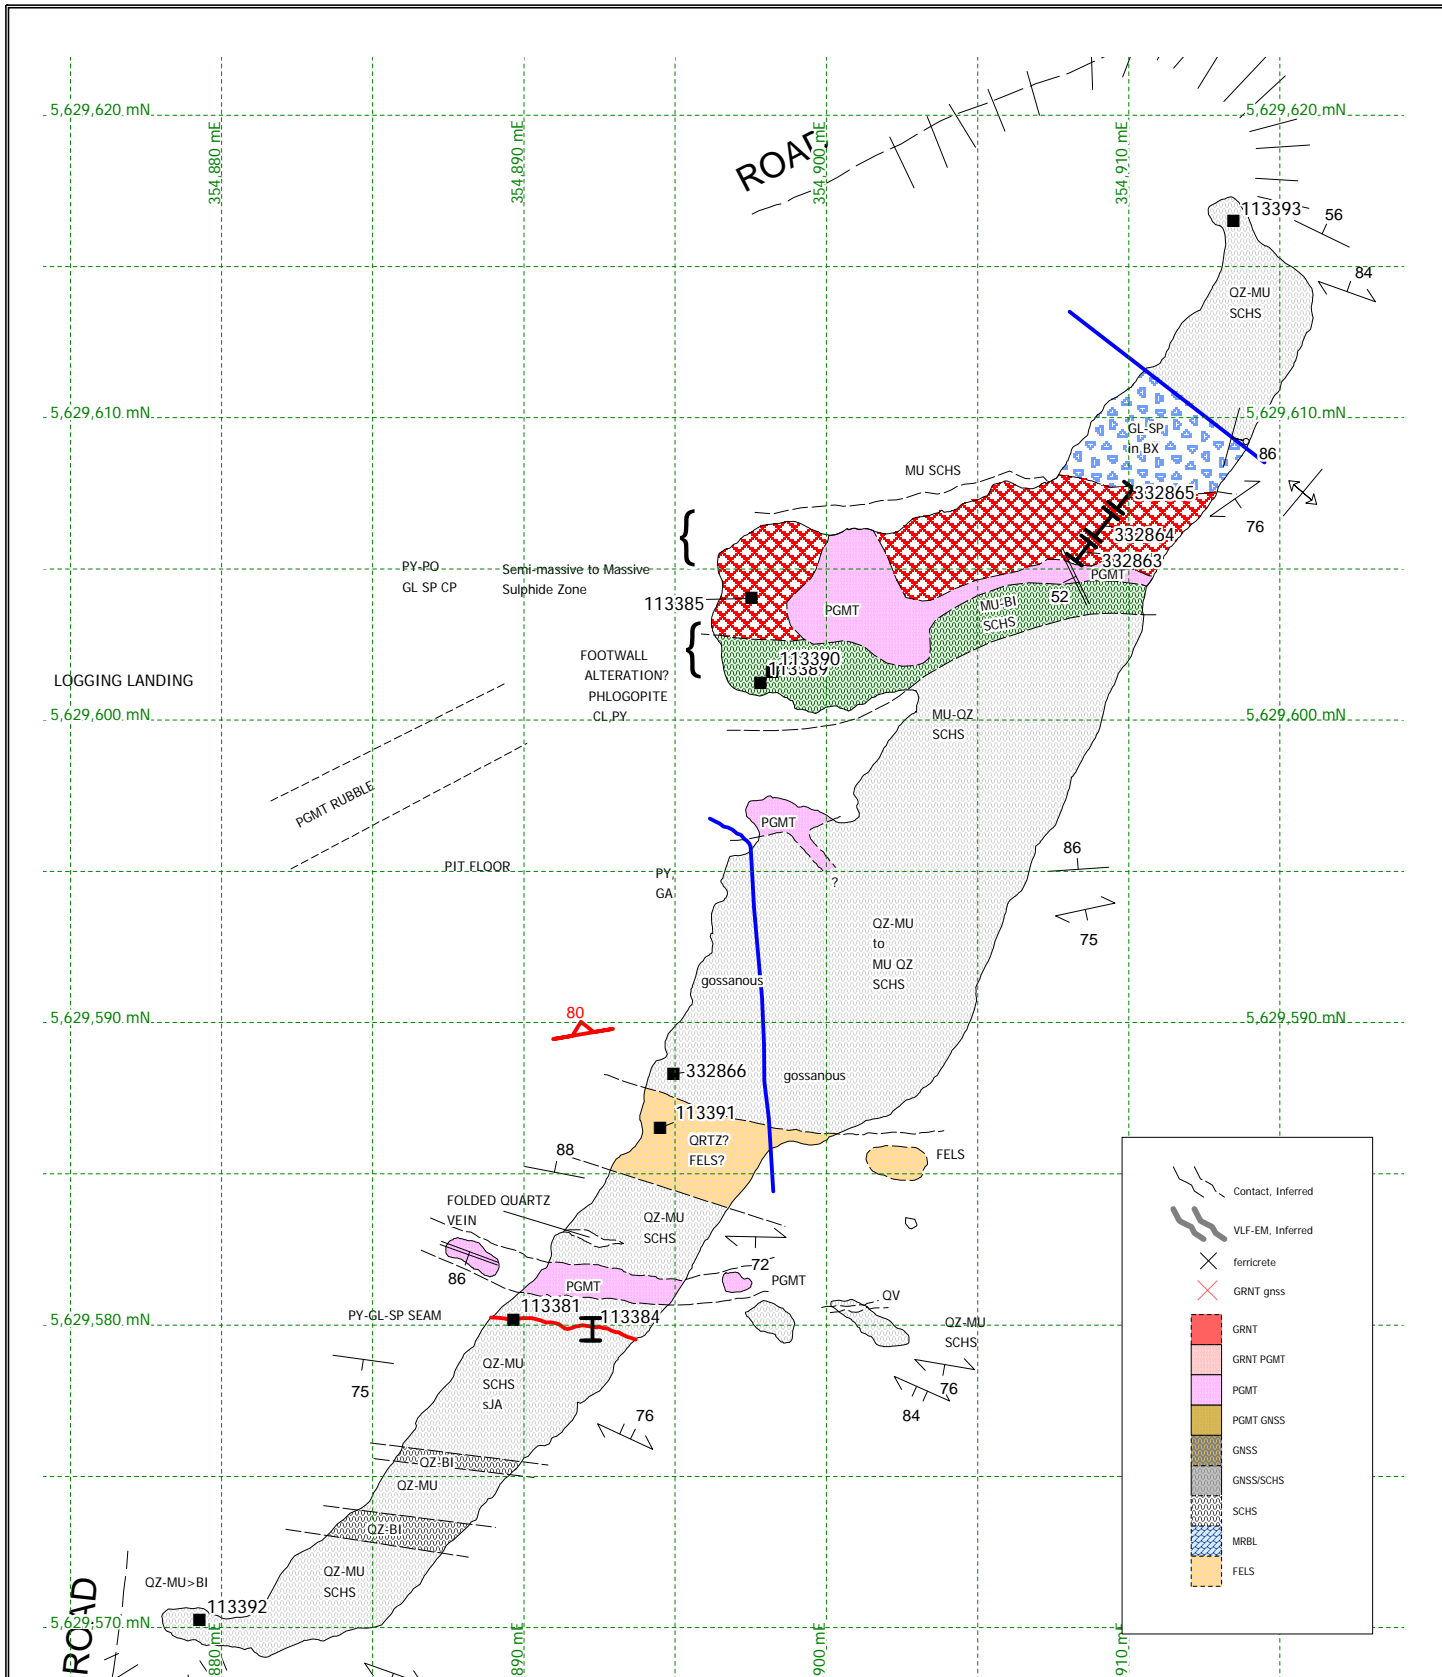 5,629,620 mN
5,629,620 mN
354,880 mE
354,890 mE
354,900 mE
354,910 mE
ROAD
113393
56
84
QZ-MU
SCHS
5,629,610 mN
5,629,610 mN
GL-SP
in BX
86
MU SCHS
332865
76
332864
332863
PGMT
52
PY-PO
GL SP CP
Semi-massive to Massive
Sulphide Zone
{
113385
PGMT
MU-BI
SCHS
{
FOOTWALL
ALTERATION?
PHLOGOPITE
CL,PY
113390
113389
LOGGING LANDING
5,629,600 mN
5,629,600 mN
MU-QZ
SCHS
PGMT RUBBLE
PGMT
86
PIT FLOOR
PY,
GA
?
QZ-MU
to
MU QZ
SCHS
75
gossanous
80
5,629,590 mN
5,629,590 mN
332866
gossanous
113391
QRTZ?
FELS?
88
FELS
FOLDED QUARTZ
VEIN
QZ-MU
SCHS
72
86
PGMT
PGMT
QV
113381
PY-GL-SP SEAM
113384
5,629,580 mN
QZ-MU
SCHS
QZ-MU
SCHS
sJA
75
76
84
76
QZ-BI
QZ-MU
QZ-BI
QZ-MU
SCHS
QZ-MU>BI
113392
5,629,570 mN
ROAD
880 mE
890 mE
900 mE
910 mE
Contact, Inferred
VLF-EM, Inferred
ferricrete
GRNT gnss
GRNT
GRNT PGMT
PGMT
PGMT GNSS
GNSS
GNSS/SCHS
SCHS
MRBL
FELS